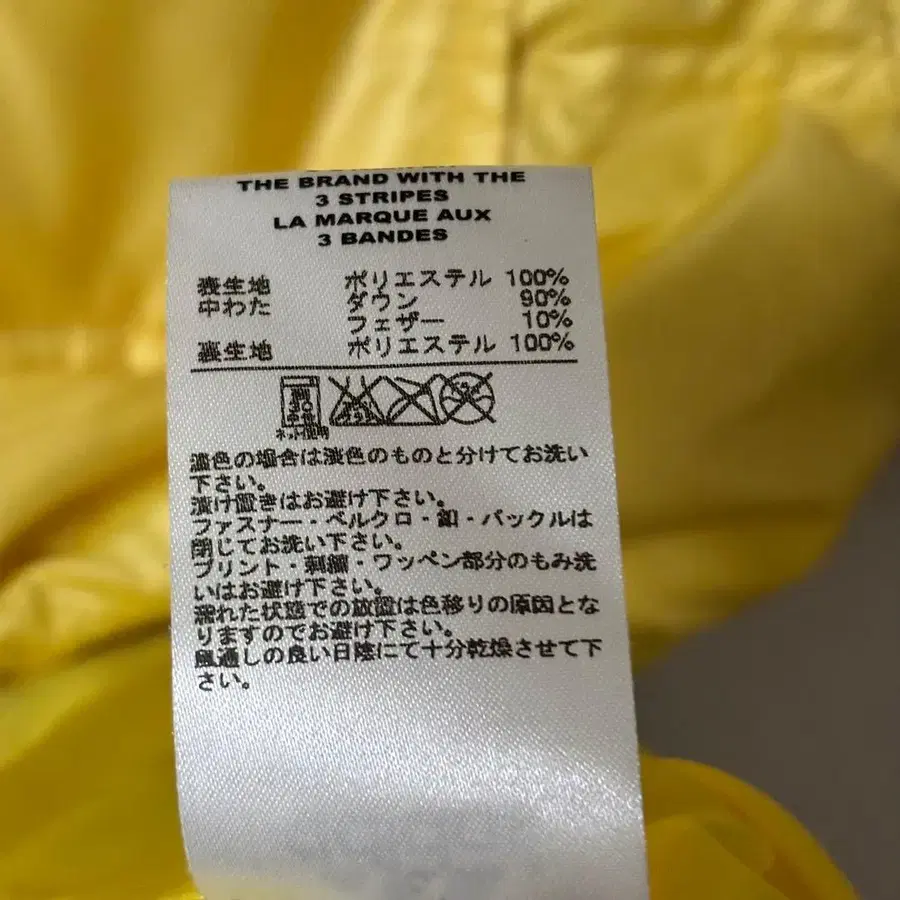 THE BRAND WITH THE
3 STRIPES
LA MARQUE AUX
3 BANDES
表生地 ポリエステル 100%
中わた ダウン 90%
フェザー 10%
裏生地 ポリエステル 100%
ネット使用
濃色の場合は淡色のものと分けてお洗い
下さい。
漬け置きはお避け下さい。
ファスナー・ベルクロ・釦・バックルは
閉じてお洗い下さい。
プリント・刺繍・ワッペン部分のもみ洗
いはお避け下さい。
濡れた状態での放置は色移りの原因とな
りますのでお避け下さい。
風通しの良い日陰にて十分乾燥させて下
さい。